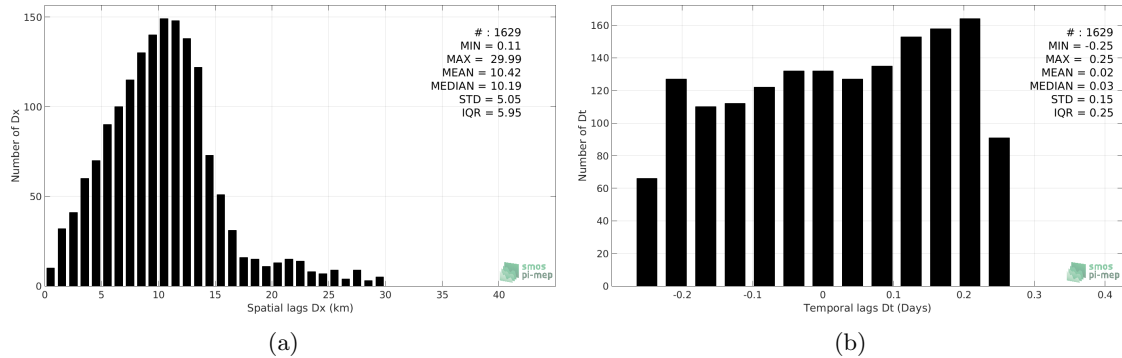 150
100
50
0
Number of Dx
# : 1629
MIN = 0.11
MAX = 29.99
MEAN = 10.42
MEDIAN = 10.19
STD = 5.05
IQR = 5.95
smos
pi-mep
0 5 10 15 20 25 30 35 40
Spatial lags Dx (km)
(a)
160
140
120
100
80
60
40
20
0
Number of Dt
# : 1629
MIN = -0.25
MAX = 0.25
MEAN = 0.02
MEDIAN = 0.03
STD = 0.15
IQR = 0.25
smos
pi-mep
-0.2 -0.1 0 0.1 0.2 0.3 0.4
Temporal lags Dt (Days)
(b)